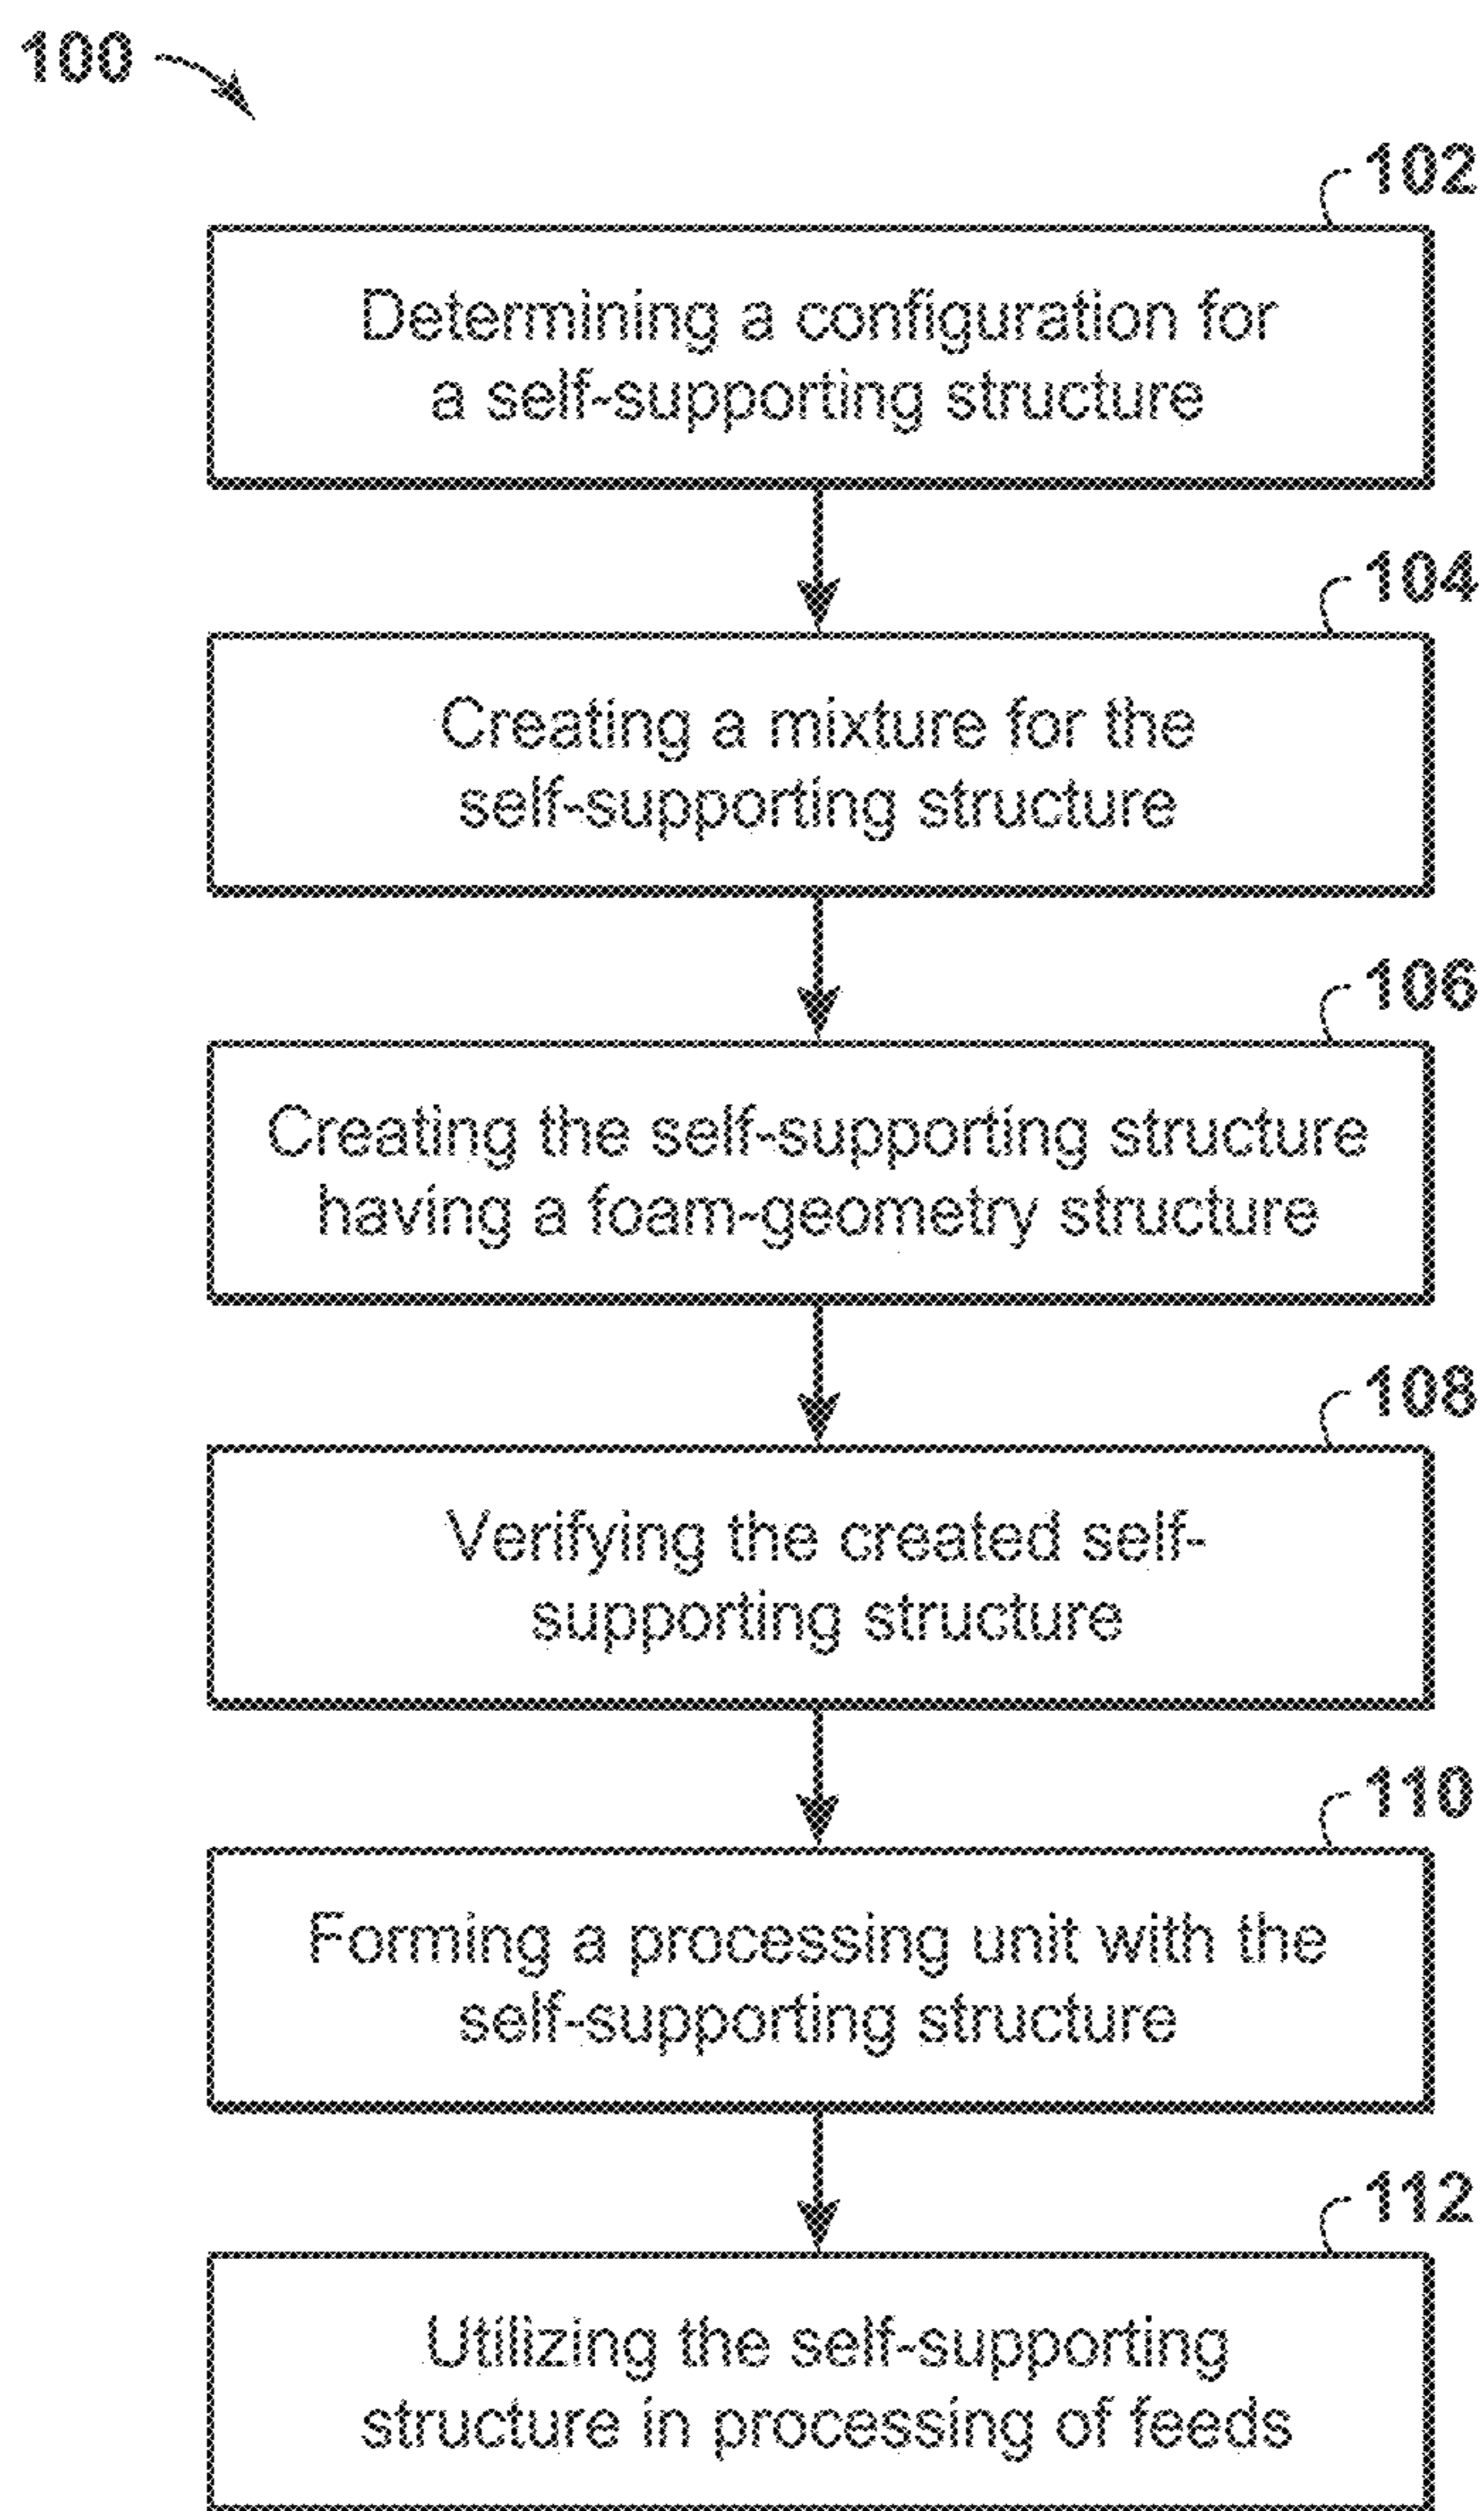 100
102
Determining a configuration for
a self-supporting structure
104
Creating a mixture for the
self-supporting structure
106
Creating the self-supporting structure
having a foam-geometry structure
108
Verifying the created self-
supporting structure
110
Forming a processing unit with the
self-supporting structure
112
Utilizing the self-supporting
structure in processing of feeds